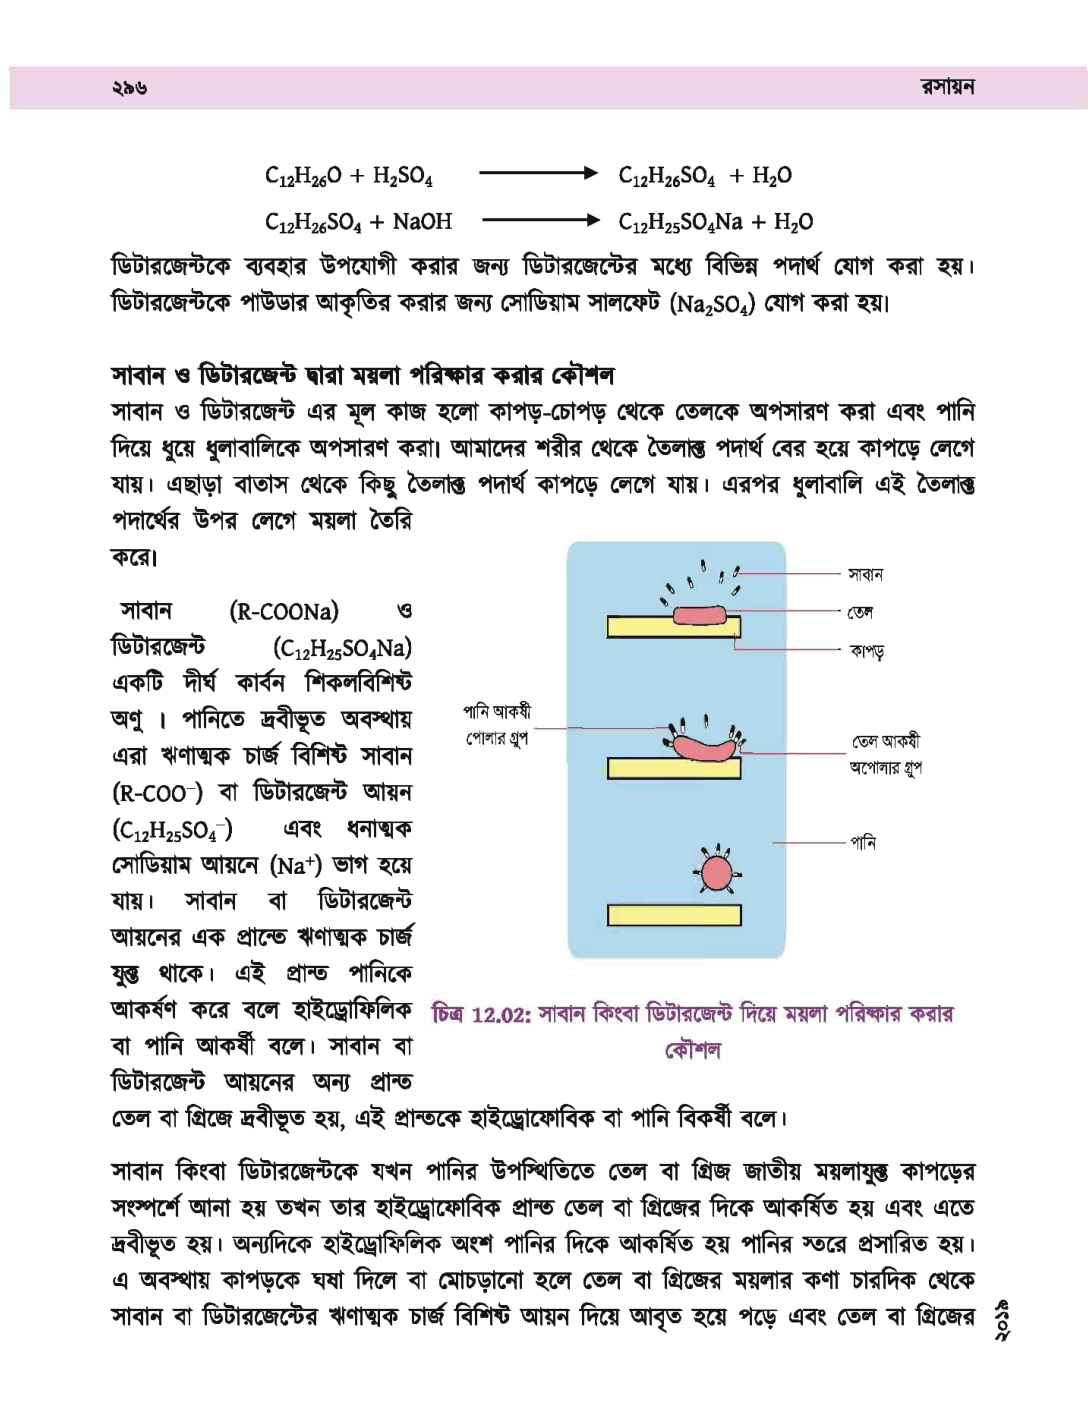 ২৯৬
রসায়ন
C₁₂H₂₆O + H₂SO₄ ⟶ C₁₂H₂₆SO₄ + H₂O
C₁₂H₂₆SO₄ + NaOH ⟶ C₁₂H₂₅SO₄Na + H₂O
ডিটারজেন্টকে ব্যবহার উপযোগী করার জন্য ডিটারজেন্টের মধ্যে বিভিন্ন পদার্থ যোগ করা হয়।
ডিটারজেন্টকে পাউডার আকৃতির করার জন্য সোডিয়াম সালফেট (Na₂SO₄) যোগ করা হয়।
সাবান ও ডিটারজেন্ট দ্বারা ময়লা পরিষ্কার করার কৌশল
সাবান ও ডিটারজেন্ট এর মূল কাজ হলো কাপড়-চোপড় থেকে তেলকে অপসারণ করা এবং পানি
দিয়ে ধুয়ে ধুলাবালিকে অপসারণ করা। আমাদের শরীর থেকে তৈলাক্ত পদার্থ বের হয়ে কাপড়ে লেগে
যায়। এছাড়া বাতাস থেকে কিছু তৈলাক্ত পদার্থ কাপড়ে লেগে যায়। এরপর ধুলাবালি এই তৈলাক্ত
পদার্থের উপর লেগে ময়লা তৈরি
করে।
সাবান (R-COONa) ও
ডিটারজেন্ট (C₁₂H₂₅SO₄Na)
একটি দীর্ঘ কার্বন শিকলবিশিষ্ট
অণু । পানিতে দ্রবীভূত অবস্থায়
এরা ঋণাত্মক চার্জ বিশিষ্ট সাবান
(R-COO⁻) বা ডিটারজেন্ট আয়ন
(C₁₂H₂₅SO₄⁻) এবং ধনাত্মক
সোডিয়াম আয়নে (Na⁺) ভাগ হয়ে
যায়। সাবান বা ডিটারজেন্ট
আয়নের এক প্রান্তে ঋণাত্মক চার্জ
যুক্ত থাকে। এই প্রান্ত পানিকে
আকর্ষণ করে বলে হাইড্রোফিলিক
বা পানি আকর্ষী বলে। সাবান বা
ডিটারজেন্ট আয়নের অন্য প্রান্ত
সাবান
তেল
কাপড়
পানি আকর্ষী
পোলার গ্রুপ
তেল আকর্ষী
অপোলার গ্রুপ
পানি
চিত্র 12.02: সাবান কিংবা ডিটারজেন্ট দিয়ে ময়লা পরিষ্কার করার
কৌশল
তেল বা গ্রিজে দ্রবীভূত হয়, এই প্রান্তকে হাইড্রোফোবিক বা পানি বিকর্ষী বলে।
সাবান কিংবা ডিটারজেন্টকে যখন পানির উপস্থিতিতে তেল বা গ্রিজ জাতীয় ময়লাযুক্ত কাপড়ের
সংস্পর্শে আনা হয় তখন তার হাইড্রোফোবিক প্রান্ত তেল বা গ্রিজের দিকে আকর্ষিত হয় এবং এতে
দ্রবীভূত হয়। অন্যদিকে হাইড্রোফিলিক অংশ পানির দিকে আকর্ষিত হয় পানির স্তরে প্রসারিত হয়।
এ অবস্থায় কাপড়কে ঘষা দিলে বা মোচড়ানো হলে তেল বা গ্রিজের ময়লার কণা চারদিক থেকে
সাবান বা ডিটারজেন্টের ঋণাত্মক চার্জ বিশিষ্ট আয়ন দিয়ে আবৃত হয়ে পড়ে এবং তেল বা গ্রিজের
২০১৯